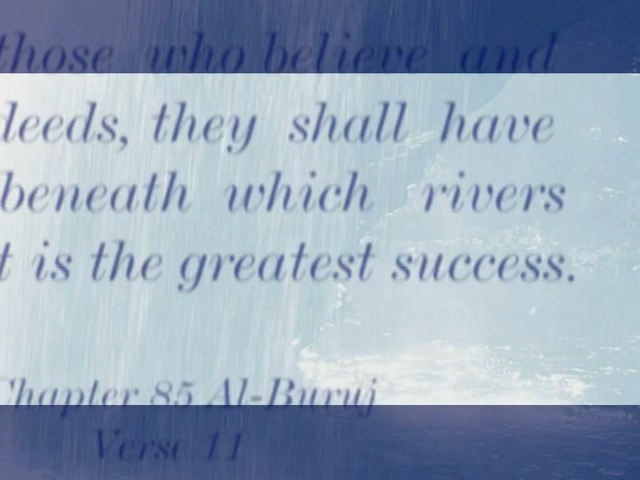 those who believe and
deeds, they shall have
beneath which rivers
is the greatest success.
Chapter 85 Al-Buruj
Verse 11